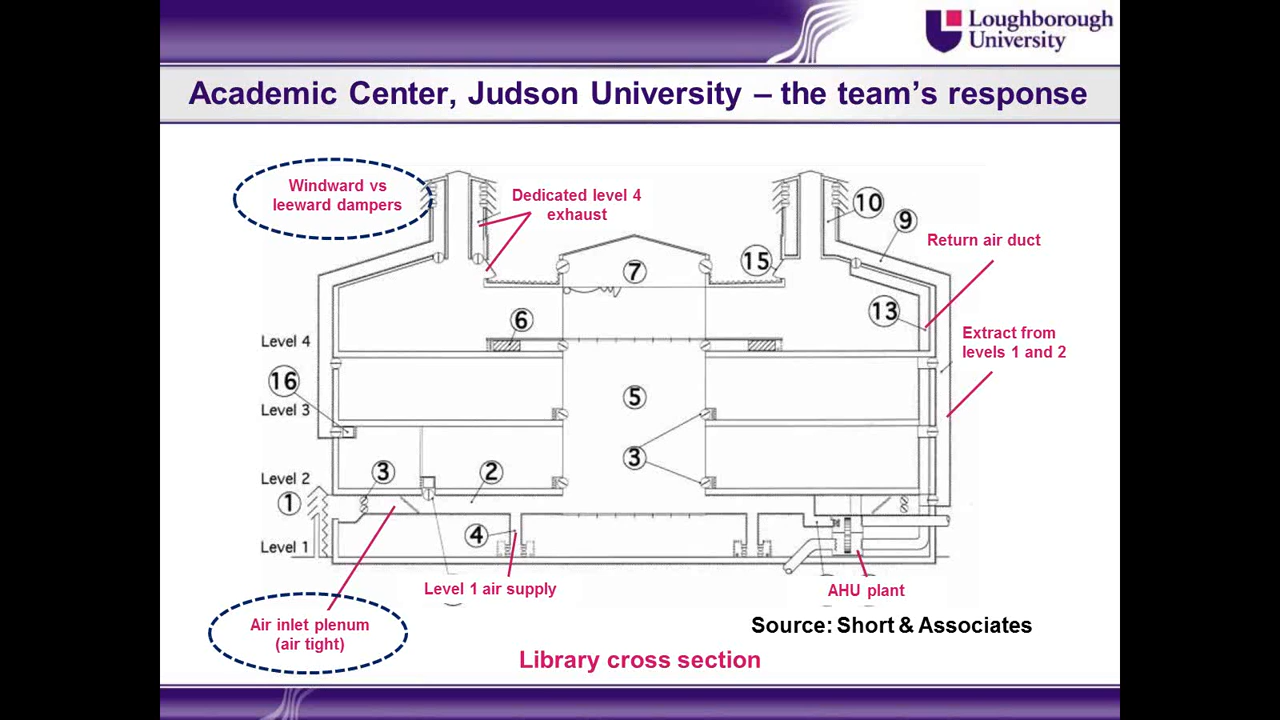 Loughborough
University
Academic Center, Judson University – the team's response
Windward vs
leeward dampers
Dedicated level 4
exhaust
10
9
Return air duct
15
7
13
6
Extract from
levels 1 and 2
Level 4
16
5
Level 3
3
2
3
Level 2
1
4
Level 1
Level 1 air supply
AHU plant
Air inlet plenum
(air tight)
Source: Short & Associates
Library cross section